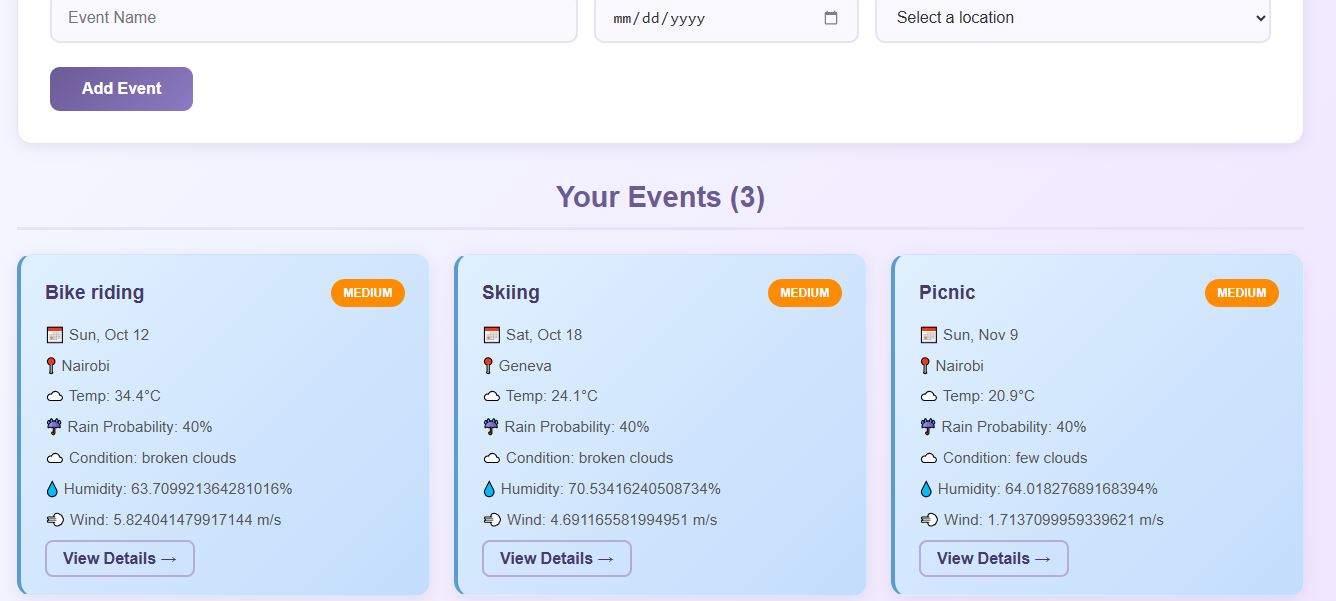 Event Name
mm/dd/yyyy
Select a location
Add Event
Your Events (3)
Bike riding
MEDIUM
Sun, Oct 12
Nairobi
Temp: 34.4°C
Rain Probability: 40%
Condition: broken clouds
Humidity: 63.709921364281016%
Wind: 5.824041479917144 m/s
View Details →
Skiing
MEDIUM
Sat, Oct 18
Geneva
Temp: 24.1°C
Rain Probability: 40%
Condition: broken clouds
Humidity: 70.53416240508734%
Wind: 4.691165581994951 m/s
View Details →
Picnic
MEDIUM
Sun, Nov 9
Nairobi
Temp: 20.9°C
Rain Probability: 40%
Condition: few clouds
Humidity: 64.01827689168394%
Wind: 1.7137099959339621 m/s
View Details →